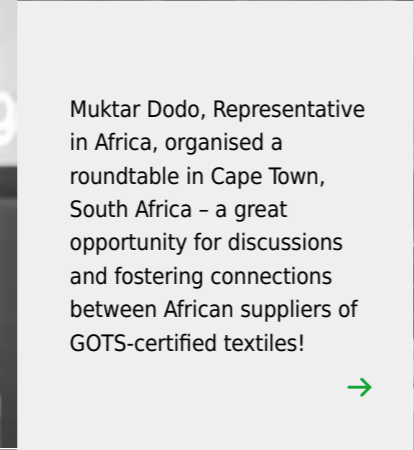 Muktar Dodo, Representative
in Africa, organised a
roundtable in Cape Town,
South Africa – a great
opportunity for discussions
and fostering connections
between African suppliers of
GOTS-certified textiles!